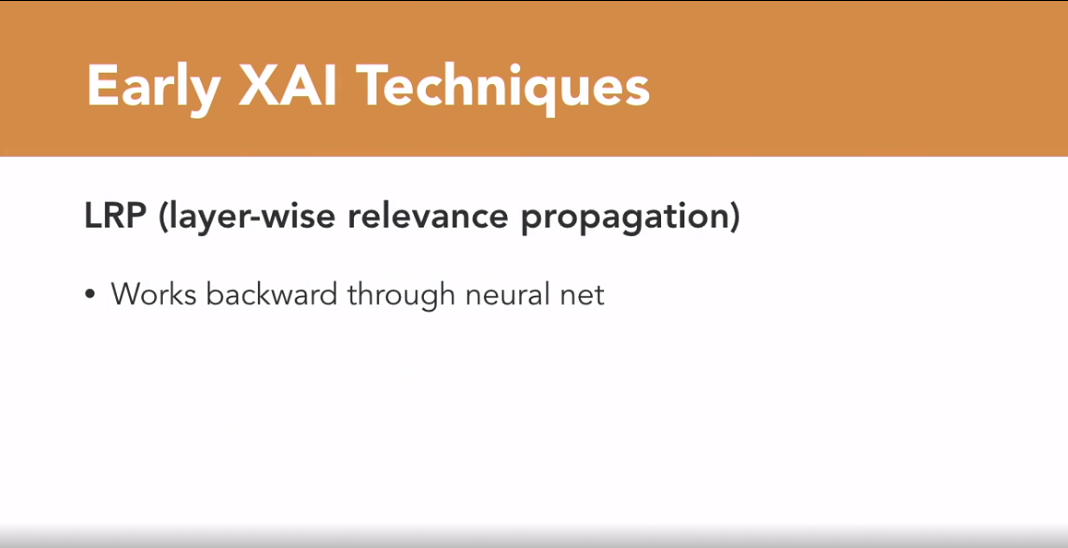 Early XAI Techniques
LRP (layer-wise relevance propagation)
• Works backward through neural net